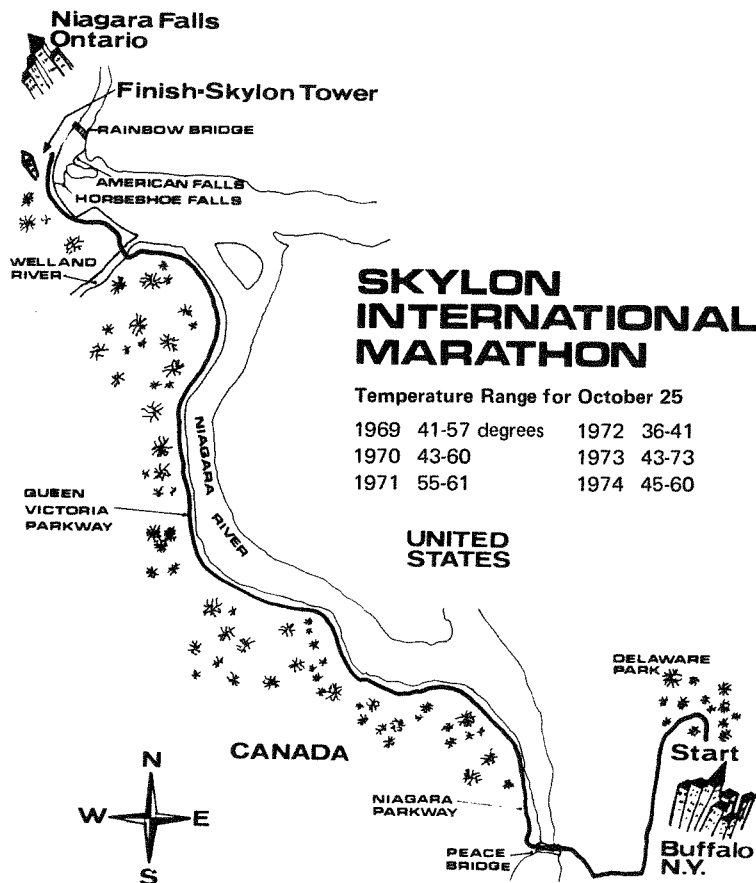 Niagara Falls
Ontario
Finish-Skylon Tower
RAINBOW BRIDGE
AMERICAN FALLS
HORSESHOE FALLS
WELLAND
RIVER
SKYLON
INTERNATIONAL
MARATHON
Temperature Range for October 25
1969 41-57 degrees 1972 36-41
1970 43-60 1973 43-73
1971 55-61 1974 45-60
NIAGARA
RIVER
QUEEN
VICTORIA
PARKWAY
UNITED
STATES
DELAWARE
PARK
Start
CANADA
N
W E
S
NIAGARA
PARKWAY
PEACE
BRIDGE
Buffalo
N.Y.